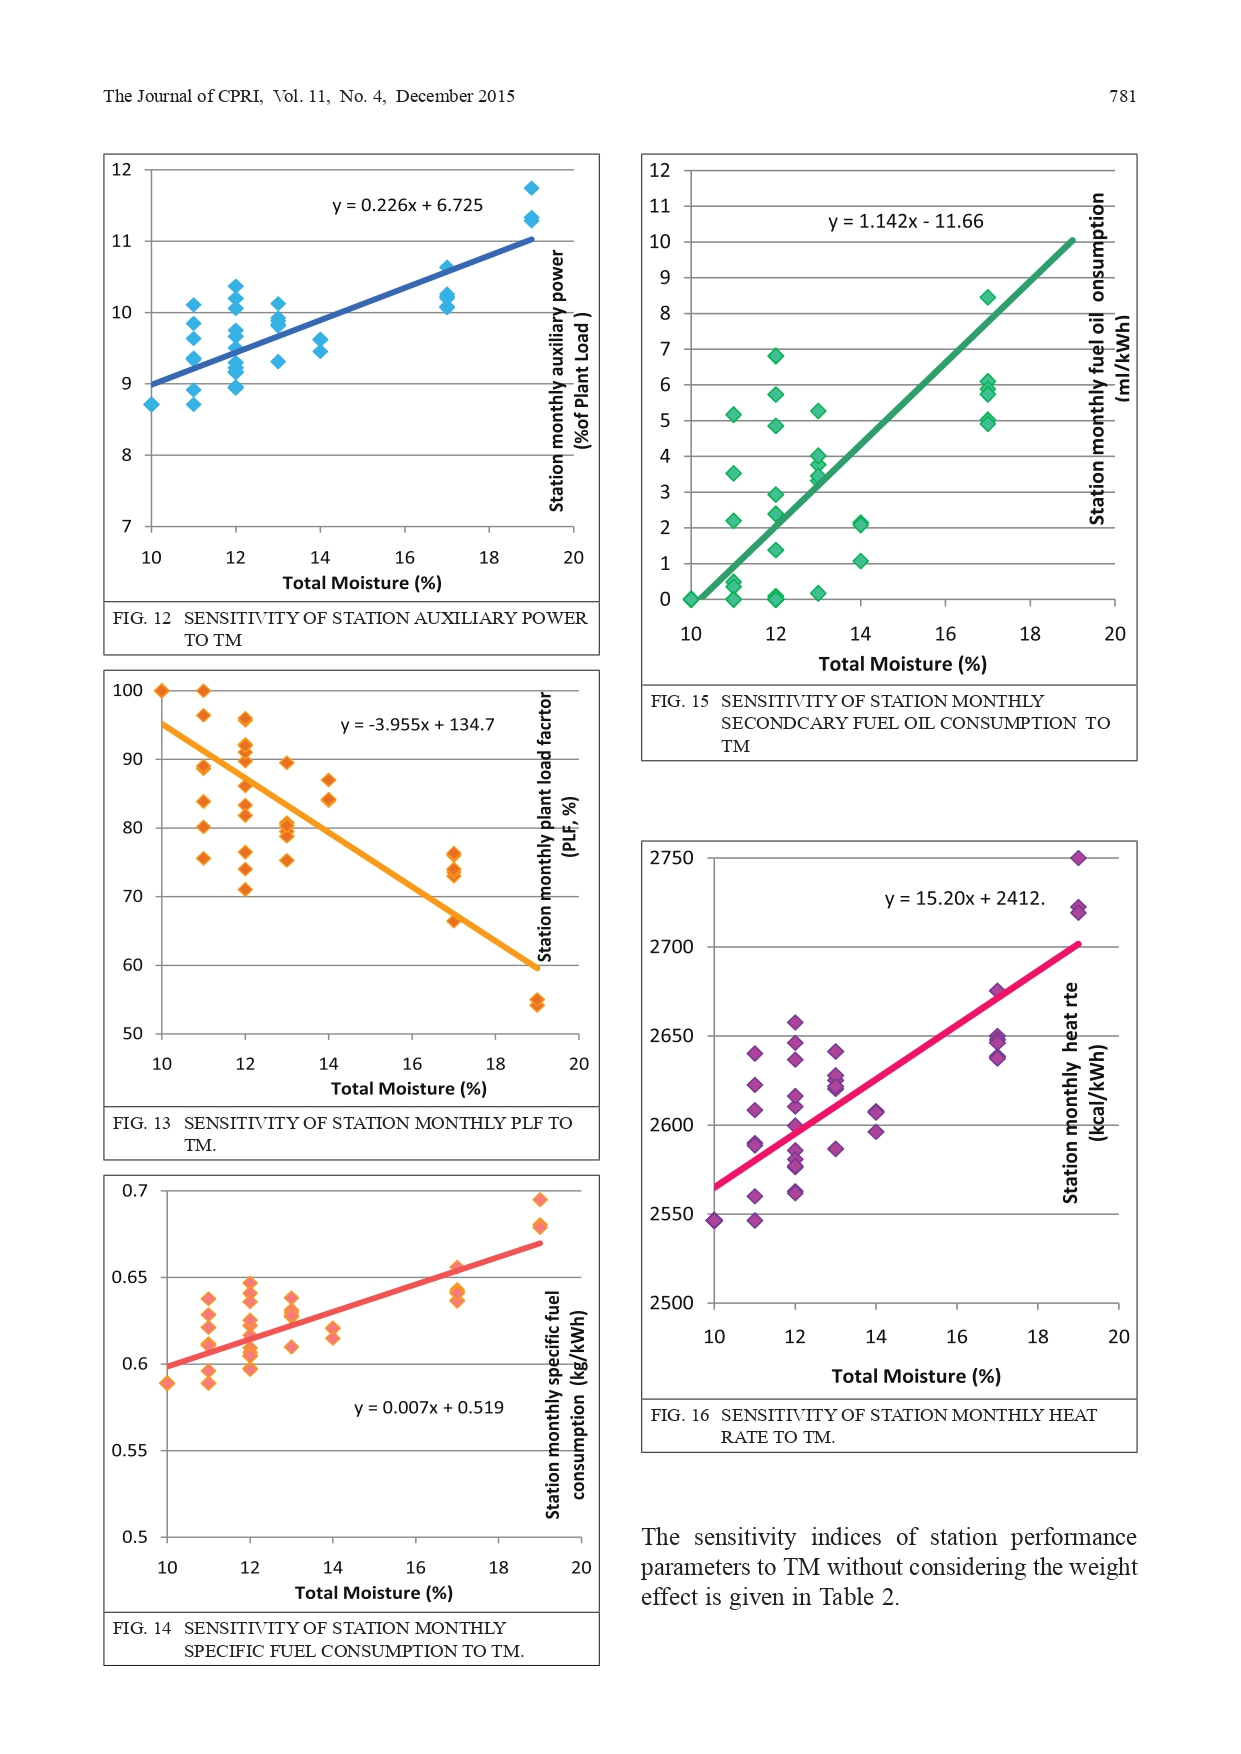 The Journal of CPRI, Vol. 11, No. 4, December 2015
781
12
11
10
9
8
7
y = 0.226x + 6.725
Station monthly auxiliary power
(%of Plant Load )
10 12 14 16 18 20
Total Moisture (%)
FIG. 12 SENSITIVITY OF STATION AUXILIARY POWER
TO TM
100
90
80
70
60
50
y = -3.955x + 134.7
Station monthly plant load facrtor
(PLF, %)
10 12 14 16 18 20
Total Moisture (%)
FIG. 13 SENSITIVITY OF STATION MONTHLY PLF TO
TM.
0.7
0.65
0.6
0.55
0.5
y = 0.007x + 0.519
Station monthly specific fuel
consumption (kg/kWh)
10 12 14 16 18 20
Total Moisture (%)
FIG. 14 SENSITIVITY OF STATION MONTHLY
SPECIFIC FUEL CONSUMPTION TO TM.
12
11
10
9
8
7
6
5
4
3
2
1
0
y = 1.142x - 11.66
Station monthly fuel oil onsumption
(ml/kWh)
10 12 14 16 18 20
Total Moisture (%)
FIG. 15 SENSITIVITY OF STATION MONTHLY
SECONDCARY FUEL OIL CONSUMPTION TO
TM
2750
2700
2650
2600
2550
2500
y = 15.20x + 2412.
Station monthly heat rte
(kcal/kWh)
10 12 14 16 18 20
Total Moisture (%)
FIG. 16 SENSITIVITY OF STATION MONTHLY HEAT
RATE TO TM.
The sensitivity indices of station performance
parameters to TM without considering the weight
effect is given in Table 2.